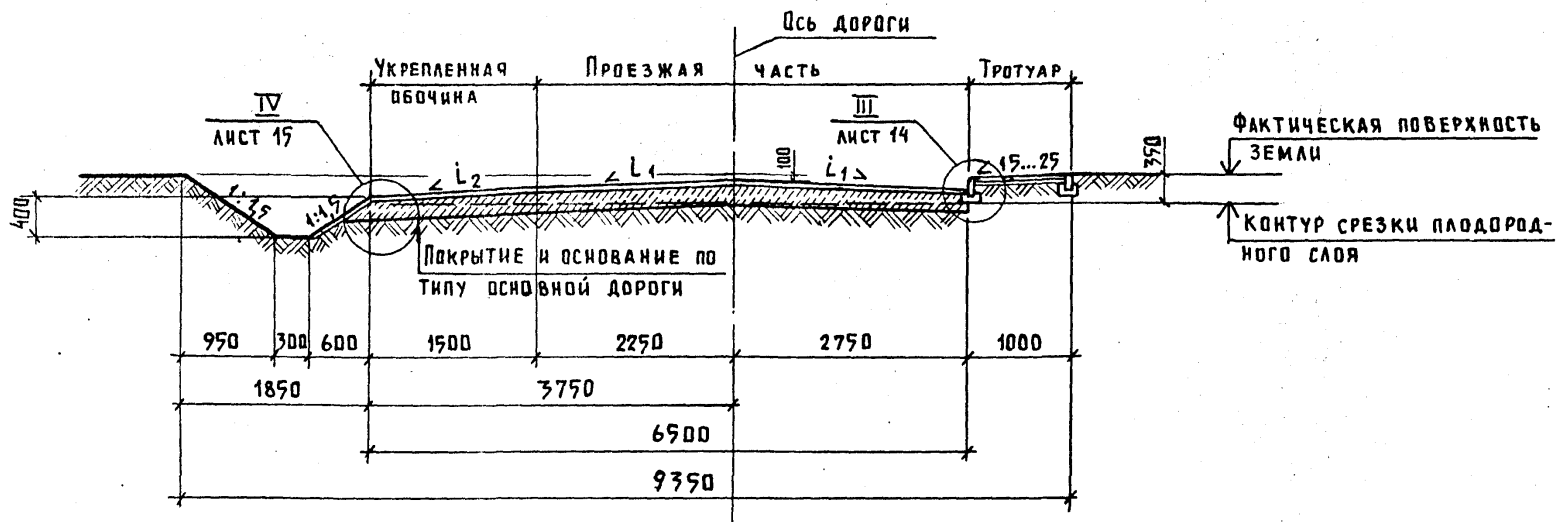 Ось дороги
Укрепленная
обочина
Проезжая часть
Тротуар
IV
лист 15
III
лист 14
Фактическая поверхность
земли
350
100
15...25
i2
i1
i1
1:1,5
1:1,5
400
Контур срезки плодород-
ного слоя
Покрытие и основание по
типу основной дороги
950 300 600 1500 2250 2750 1000
1850 3750
6500
9350